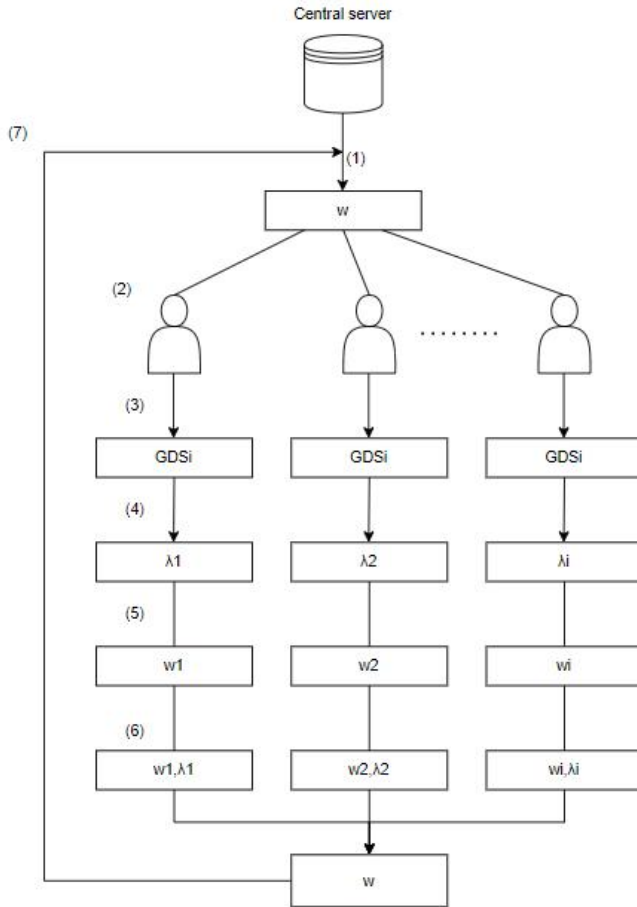 Central server
(7)
(1)
w
(2)
........
(3)
GDSi GDSi GDSi
(4)
λ1 λ2 λi
(5)
w1 w2 wi
(6)
w1,λ1 w2,λ2 wi,λi
w